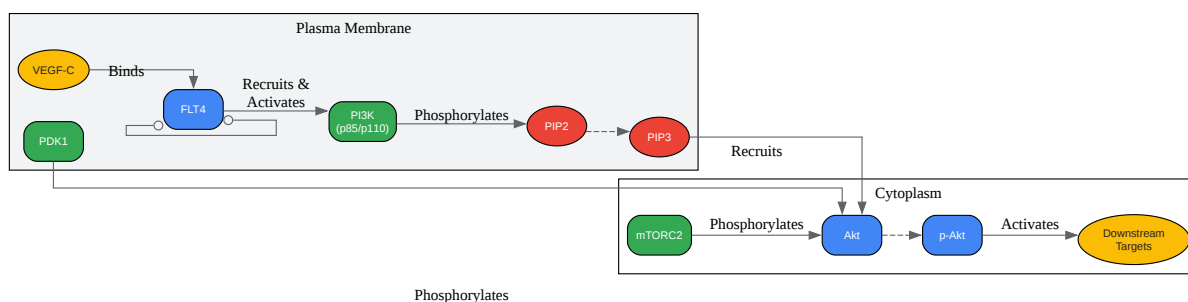 Plasma Membrane
VEGF-C
Binds
FLT4
Recruits &
Activates
PI3K
(p85/p110)
Phosphorylates
PIP2
PIP3
PDK1
Recruits
Cytoplasm
mTORC2
Phosphorylates
Akt
p-Akt
Activates
Downstream
Targets
Phosphorylates